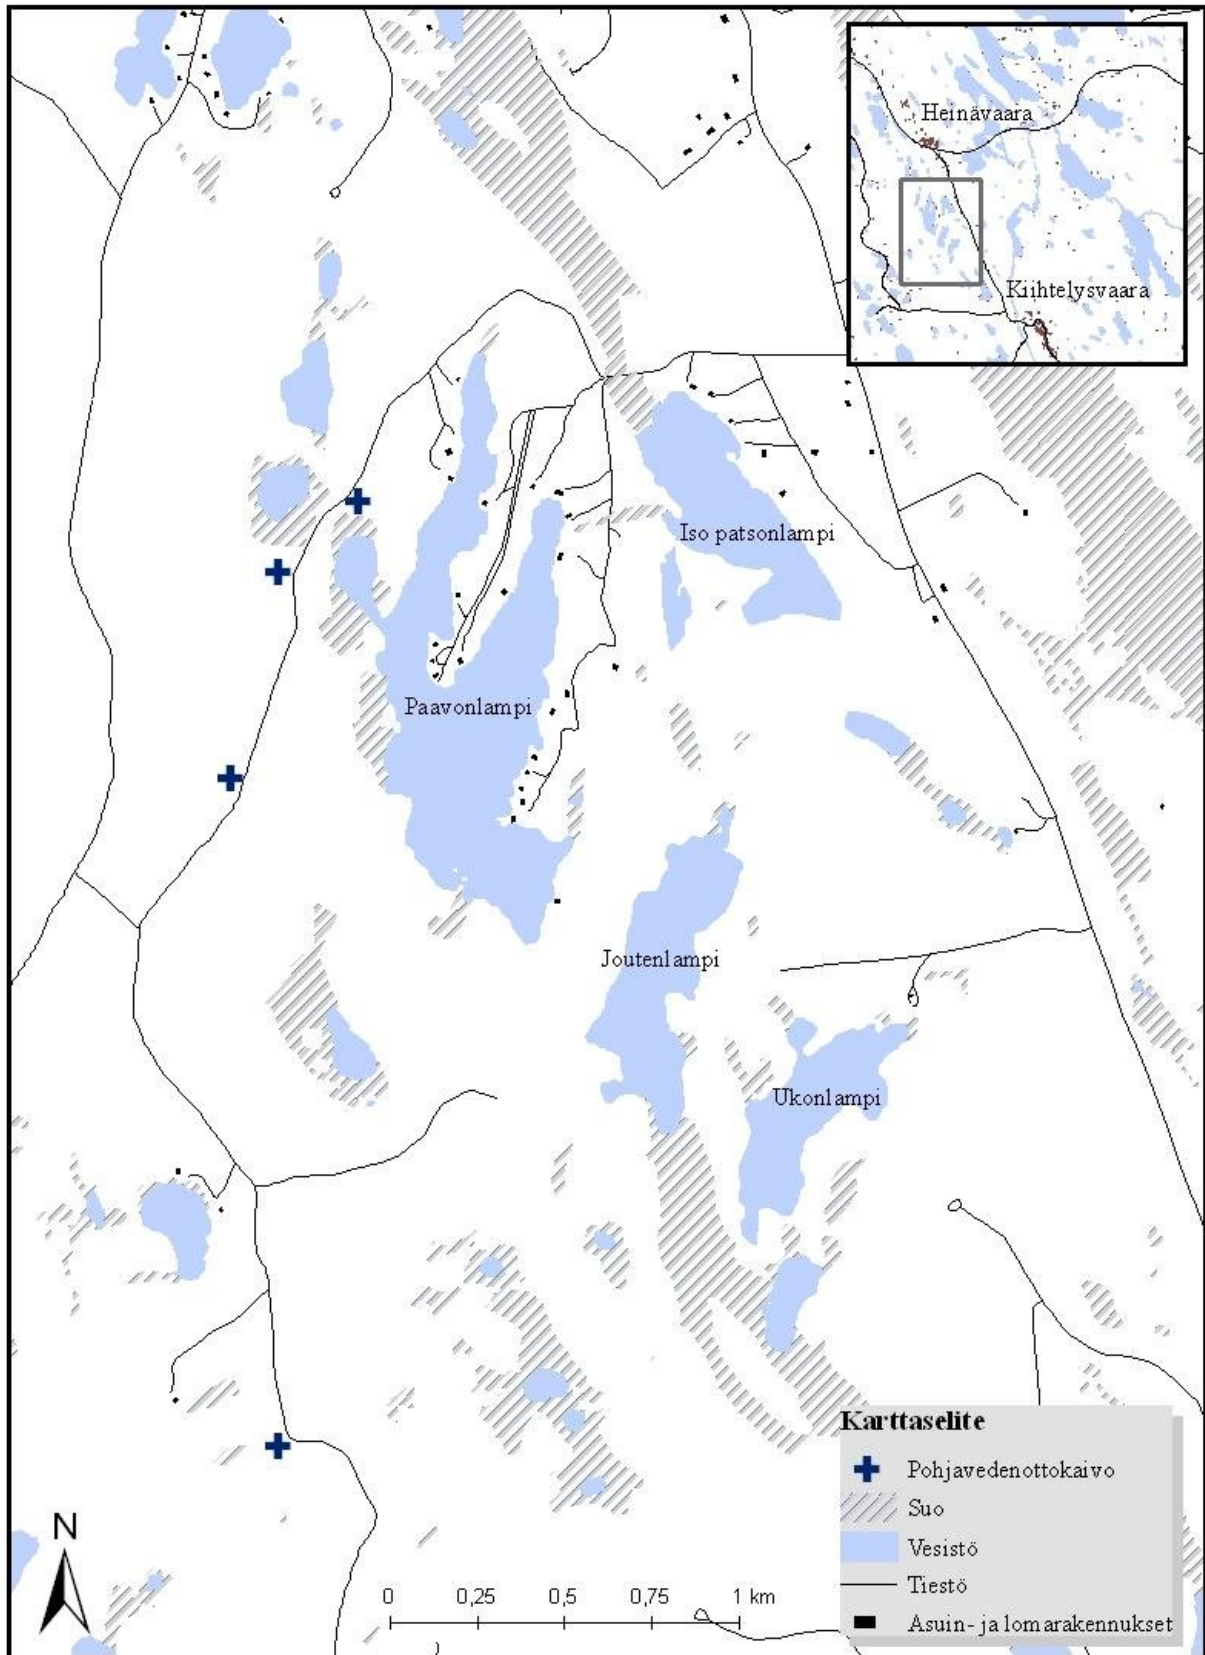 Heinävaara
Kiihtelysvaara
Iso patsonlampi
Paavonlampi
Joutenlampi
Ukonlampi
Karttaselite
Pohjavedenottokaivo
Suo
Vesistö
Tiestö
Asuin- ja lomarakennukset
N
0 0,25 0,5 0,75 1 km